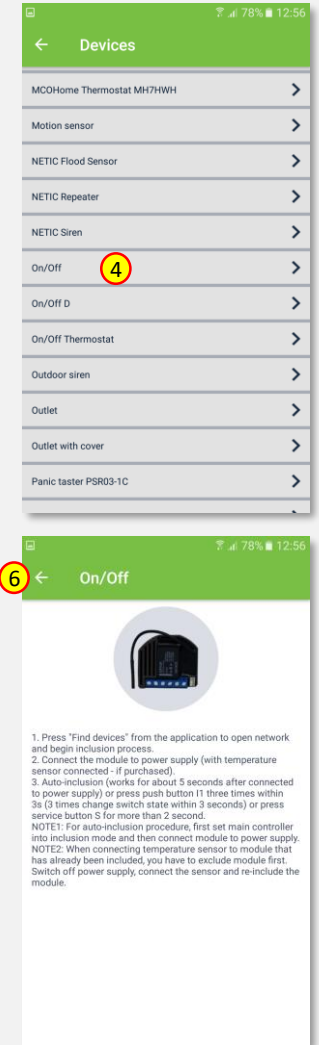 78% 12:56
Devices
MCOHome Thermostat MH7HWH
Motion sensor
NETIC Flood Sensor
NETIC Repeater
NETIC Siren
On/Off
4
On/Off D
On/Off Thermostat
Outdoor siren
Outlet
Outlet with cover
Panic taster PSR03-1C
78% 12:56
6
On/Off
1. Press "Find devices" from the application to open network
and begin inclusion process.
2. Connect the module to power supply (with temperature
sensor connected - if purchased).
3. Auto-inclusion (works for about 5 seconds after connected
to power supply) or press push button I1 three times within
3s (3 times change switch state within 3 seconds) or press
service button S for more than 2 second.
NOTE1: For auto-inclusion procedure, first set main controller
into inclusion mode and then connect module to power supply.
NOTE2: When connecting temperature sensor to module that
has already been included, you have to exclude module first.
Switch off power supply, connect the sensor and re-include the
module.